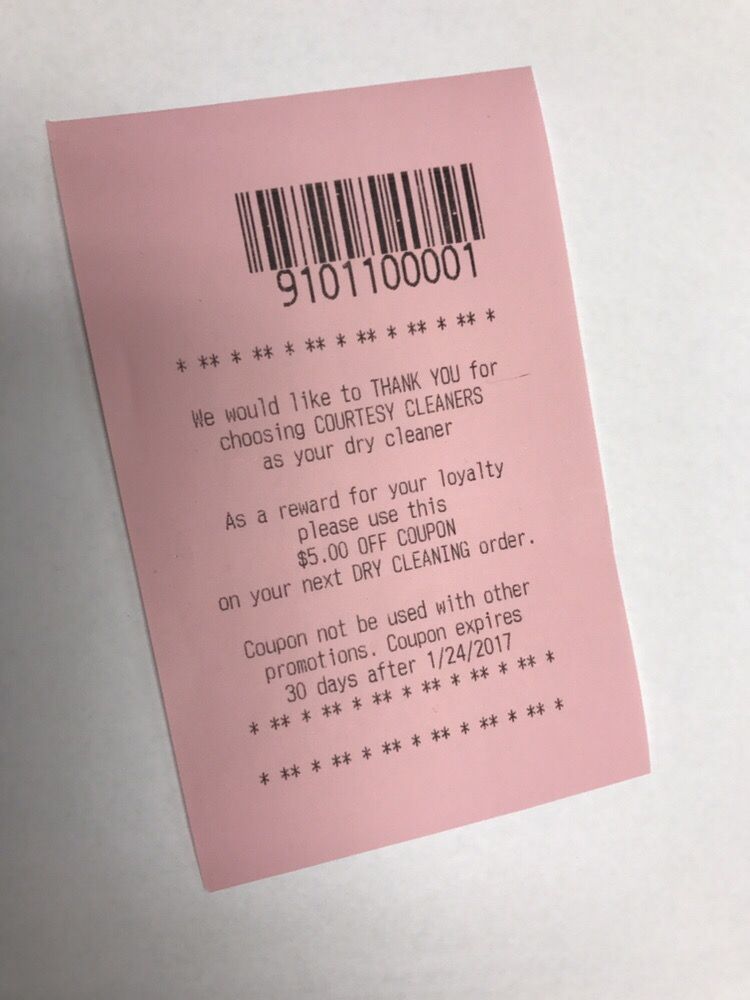 9101100001
* ** * ** * ** * ** * ** * ** *
We would like to THANK YOU for
choosing COURTESY CLEANERS
as your dry cleaner
As a reward for your loyalty
please use this
$5.00 OFF COUPON
on your next DRY CLEANING order.
Coupon not be used with other
promotions. Coupon expires
30 days after 1/24/2017
* ** * ** * ** * ** * ** * ** *
* ** * ** * ** * ** * ** * ** *